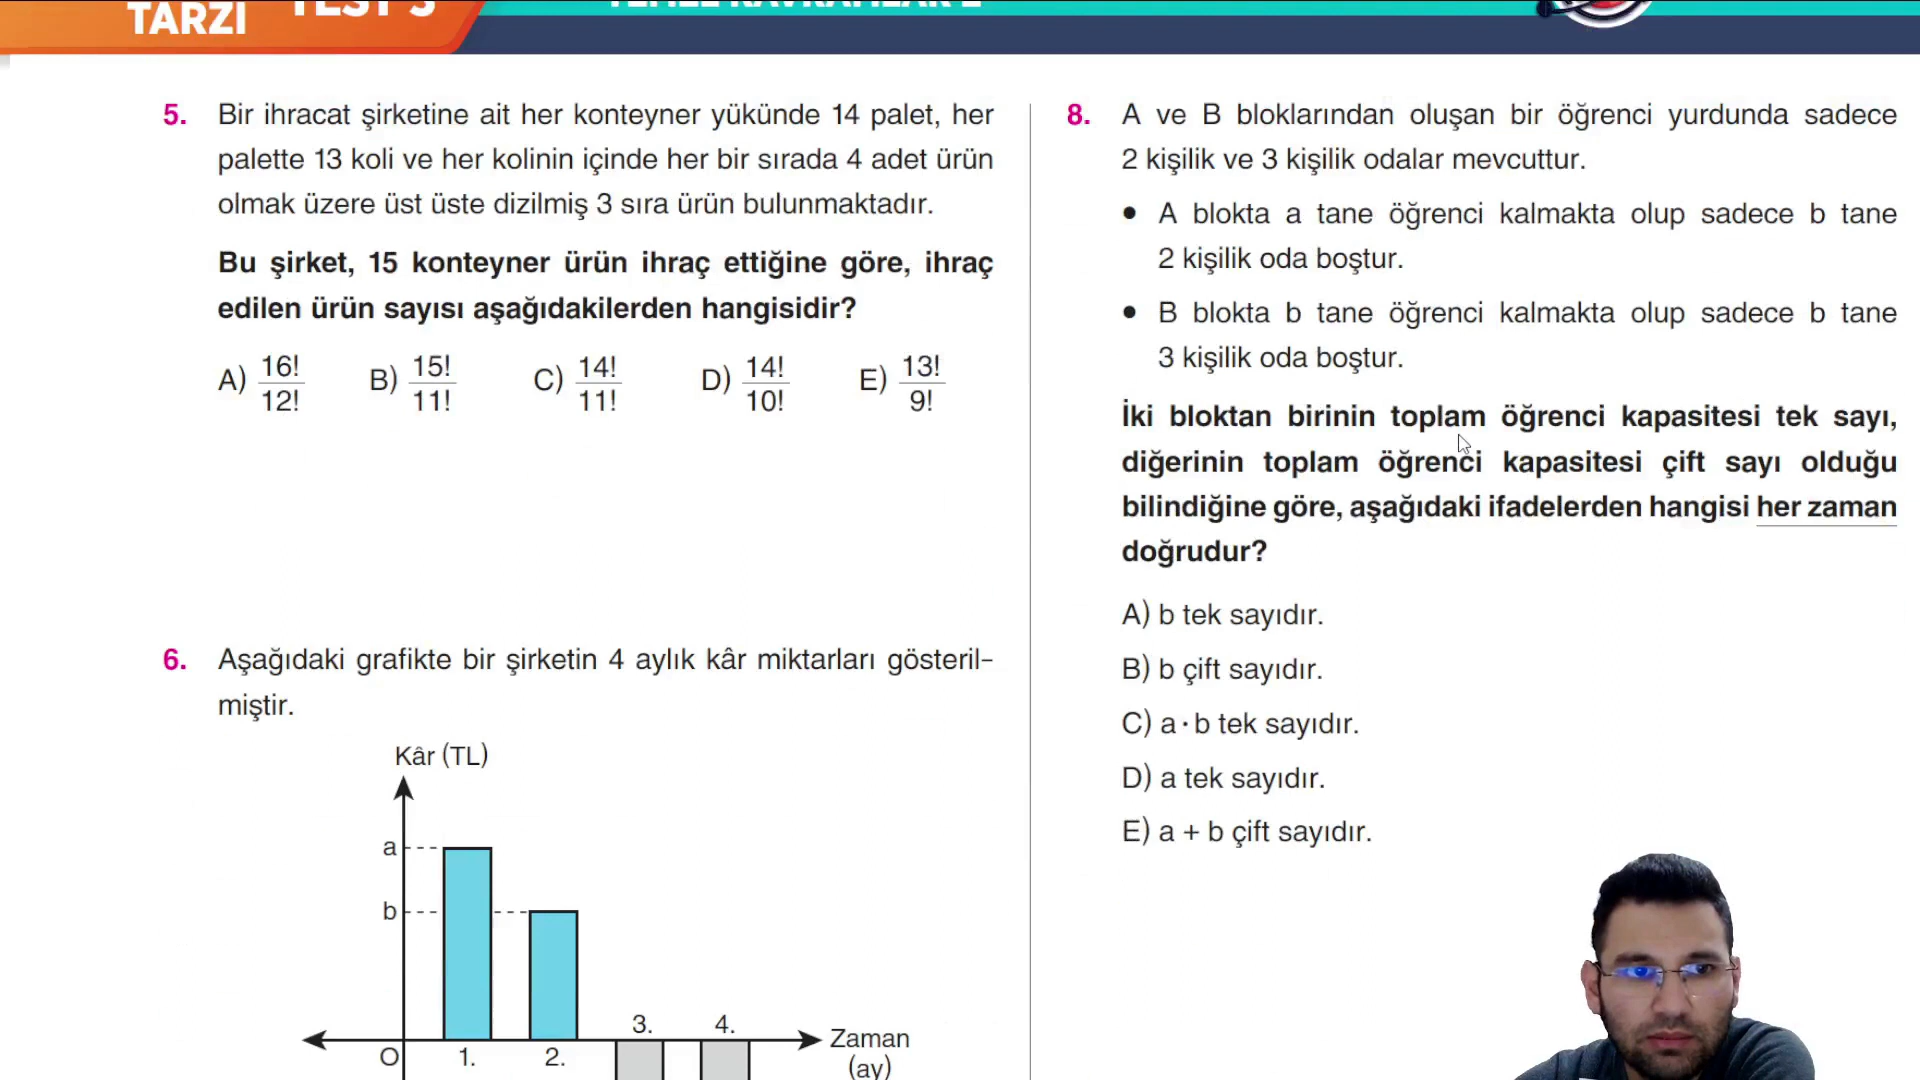 TARZI
TEST 3
TEMEL KAVRAMLAR 2
5. Bir ihracat şirketine ait her konteyner yükünde 14 palet, her
palette 13 koli ve her kolinin içinde her bir sırada 4 adet ürün
olmak üzere üst üste dizilmiş 3 sıra ürün bulunmaktadır.
Bu şirket, 15 konteyner ürün ihraç ettiğine göre, ihraç
edilen ürün sayısı aşağıdakilerden hangisidir?
A) 16!/12! B) 15!/11! C) 14!/11! D) 14!/10! E) 13!/9!
6. Aşağıdaki grafikte bir şirketin 4 aylık kâr miktarları gösteril-
miştir.
Kâr (TL)
a
b
3. 4.
Zaman
O 1. 2.
(ay)
8. A ve B bloklarından oluşan bir öğrenci yurdunda sadece
2 kişilik ve 3 kişilik odalar mevcuttur.
• A blokta a tane öğrenci kalmakta olup sadece b tane
2 kişilik oda boştur.
• B blokta b tane öğrenci kalmakta olup sadece b tane
3 kişilik oda boştur.
İki bloktan birinin toplam öğrenci kapasitesi tek sayı,
diğerinin toplam öğrenci kapasitesi çift sayı olduğu
bilindiğine göre, aşağıdaki ifadelerden hangisi her zaman
doğrudur?
A) b tek sayıdır.
B) b çift sayıdır.
C) a · b tek sayıdır.
D) a tek sayıdır.
E) a + b çift sayıdır.